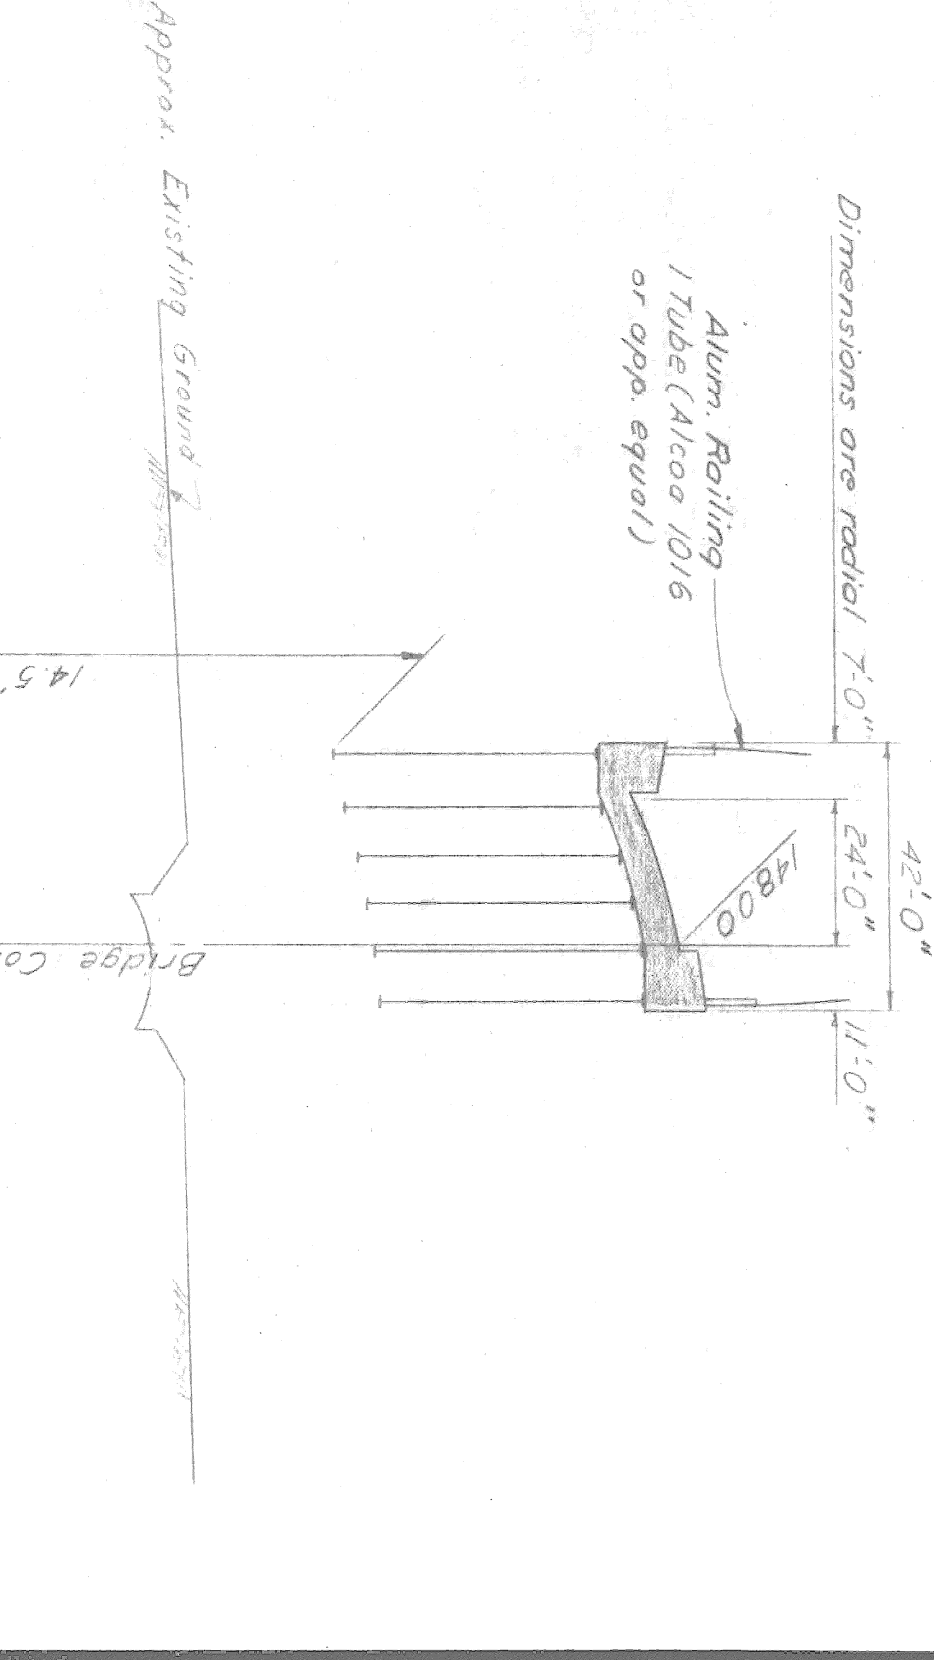 42'-0"
Dimensions are radial 7'-0" 24'-0" 11'-0"
Alum. Railing
1 Tube (Alcoa 1016
or app. equal)
148.00
Approx. Existing Ground
14.5'
Bridge